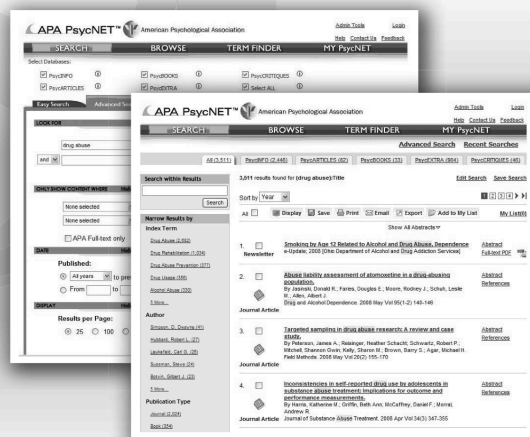 APA PsycNET™ American Psychological Association
Admin Tools Login
Help Contact Us Feedback
SEARCH BROWSE TERM FINDER MY PsycNET
Select Databases:
PsycINFO PsycBOOKS PsycCRITIQUES
PsycARTICLES PsycEXTRA Select ALL
Easy Search Advanced Sea
LOOK FOR
drug abuse
and
ONLY SHOW CONTENT WHERE
None selected
None selected
APA Full-text only
DATE
Published:
All years to pre
From to
DISPLAY
Results per Page:
25 100
APA PsycNET™ American Psychological Association
Admin Tools Login
Help Contact Us Feedback
SEARCH BROWSE TERM FINDER MY PsycNET
Advanced Search Recent Searches
All (3,511) PsycINFO (2,446) PsycARTICLES (82) PsycBOOKS (33) PsycEXTRA (904) PsycCRITIQUES (46)
Search within Results
Search
Narrow Results by
Index Term
Drug Abuse (2,692)
Drug Rehabilitation (1,034)
Drug Abuse Prevention (377)
Drug Usage (356)
Alcohol Abuse (330)
Author
Simpson, D. Dwayne (41)
Hubbard, Robert L. (27)
Leukefeld, Carl G. (25)
Sussman, Steve (24)
Botvin, Gilbert J. (23)
Publication Type
Journal (2,024)
Book (354)
3,511 results found for (drug abuse):Title Edit Search Save Search
Sort by Year 1 2 3 4
All Display Save Print Email Export Add to My List My List(0)
Show All Abstracts
1. Smoking by Age 12 Related to Alcohol and Drug Abuse, Dependence Abstract
Newsletter e-Update; 2008 [Ohio Department of Alcohol and Drug Addiction Services] Full-text PDF
2. Abuse liability assessment of atomoxetine in a drug-abusing Abstract
population. References
By Jasinski, Donald R.; Faries, Douglas E.; Moore, Rodney J.; Schuh, Leslie
M.; Allen, Albert J.
Drug and Alcohol Dependence. 2008 May Vol 95(1-2) 140-146
Journal Article
3. Targeted sampling in drug abuse research: A review and case Abstract
study. References
By Peterson, James A.; Reisinger, Heather Schacht; Schwartz, Robert P.;
Mitchell, Shannon Gwin; Kelly, Sharon M.; Brown, Barry S.; Agar, Michael H.
Field Methods. 2008 May Vol 20(2) 155-170
Journal Article
4. Inconsistencies in self-reported drug use by adolescents in Abstract
substance abuse treatment: Implications for outcome and References
performance measurements.
By Harris, Katherine M.; Griffin, Beth Ann; McCaffrey, Daniel F.; Morral,
Andrew R.
Journal Article Journal of Substance Abuse Treatment. 2008 Apr Vol 34(3) 347-355